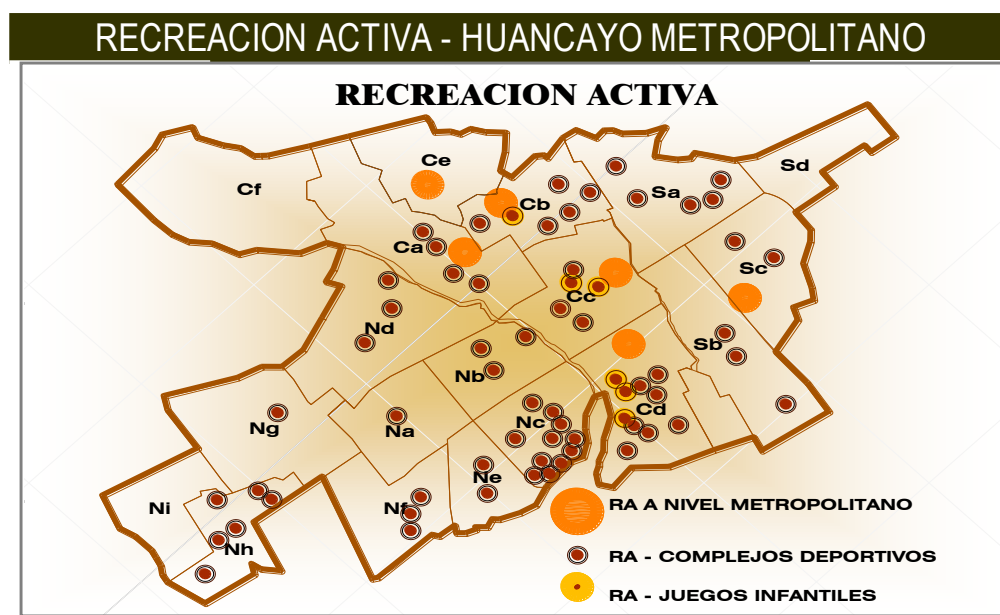 RECREACION ACTIVA - HUANCAYO METROPOLITANO
RECREACION ACTIVA
Sd
Ce
Cf
Sa
Cb
Ca
Sc
Cc
Nd
Sb
Nb
Cd
Ng
Na
Nc
Ne
Ni
Nf
RA A NIVEL METROPOLITANO
Nh
RA - COMPLEJOS DEPORTIVOS
RA - JUEGOS INFANTILES